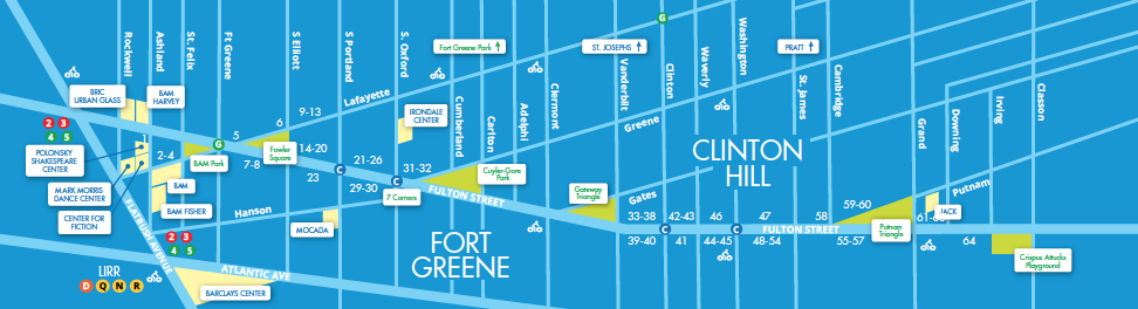 Rockwell
Ashland
St. Felix
Ft Greene
S Elliott
S Portland
S. Oxford
Fort Greene Park
ST. JOSEPHS
PRATT
G
Washington
Waverly
Clinton
Vanderbilt
St. James
Cambridge
Clermont
Adelphi
Carlton
Cumberland
Grand
Downing
Irving
Classon
BRIC
URBAN GLASS
BAM
HARVEY
Lafayette
9-13
6
5
IRONDALE
CENTER
2 3
4 5
1
G
Greene
POLONSKY
SHAKESPEARE
CENTER
2-4
BAM Park
7-8
Fowler
Square
14-20
23
C
21-26
29-30
31-32
C
7 Corners
FULTON STREET
Cuyler-Gore
Park
CLINTON
HILL
MARK MORRIS
DANCE CENTER
CENTER FOR
FICTION
BAM
BAM FISHER
Hanson
MOCADA
Gateway
Triangle
Gates
33-38
42-43
46
47
58
59-60
Putnam
JACK
FLATBUSH AVENUE
2 3
4 5
FORT
GREENE
C
C
FULTON STREET
39-40
41
44-45
48-54
55-57
Putnam
Triangle
64
Crispus Attucks
Playground
LIRR
D Q N R
ATLANTIC AVE
BARCLAYS CENTER